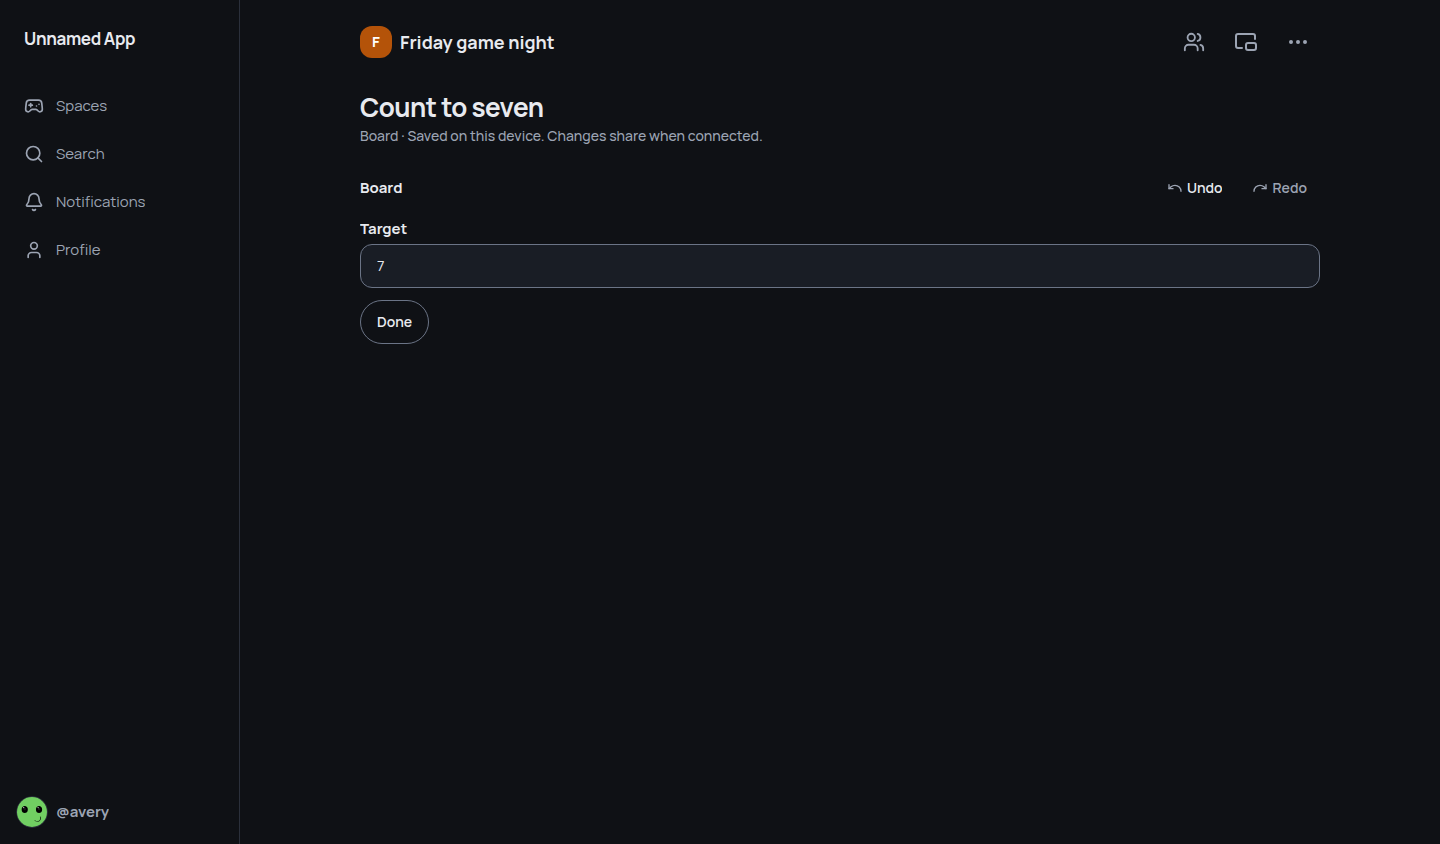 Unnamed App
Spaces
Search
Notifications
Profile
@avery
F Friday game night
Count to seven
Board · Saved on this device. Changes share when connected.
Board
Undo Redo
Target
7
Done